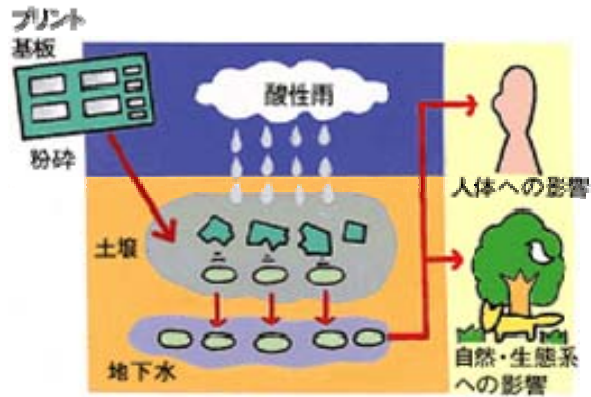 プリント
基板
酸性雨
粉砕
人体への影響
土壌
地下水
自然・生態系
への影響